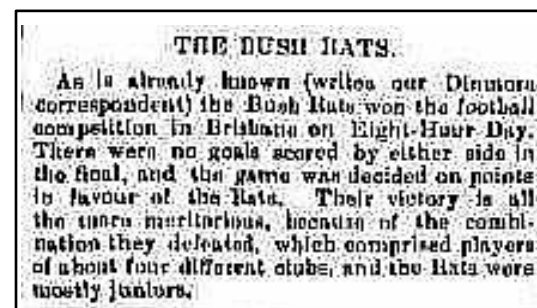 THE BUSH RATS.
As is already known (writes our Dinmore
correspondent) the Bush Rats won the football
competition in Brisbane on Eight-Hour Day.
There were no goals scored by either side in
the final, and the game was decided on points
in favour of the Rats. Their victory is all
the more meritorious, because of the combi-
nation they defeated, which comprised players
of about four different clubs, and the Rats were
mostly juniors.